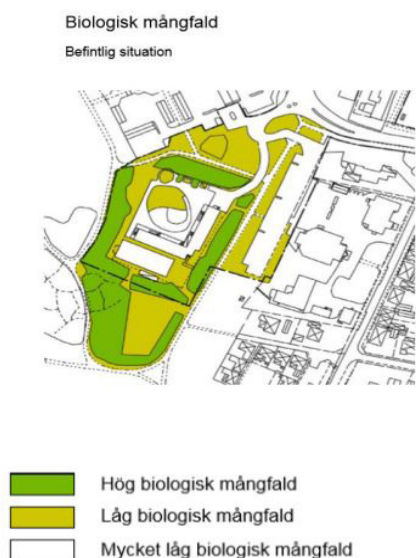 Biologisk mångfald
Befintlig situation
Hög biologisk mångfald
Låg biologisk mångfald
Mycket låg biologisk mångfald